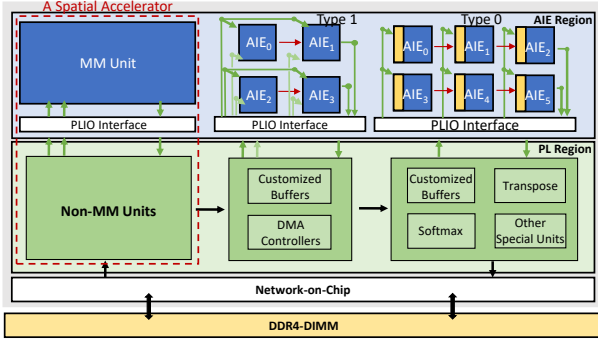 A Spatial Accelerator
Type 1
Type 0
AIE Region
MM Unit
AIE0
AIE1
AIE2
AIE3
AIE0
AIE1
AIE2
AIE3
AIE4
AIE5
PLIO Interface
PLIO Interface
PLIO Interface
PL Region
Non-MM Units
Customized
Buffers
DMA
Controllers
Customized
Buffers
Transpose
Softmax
Other
Special Units
Network-on-Chip
DDR4-DIMM